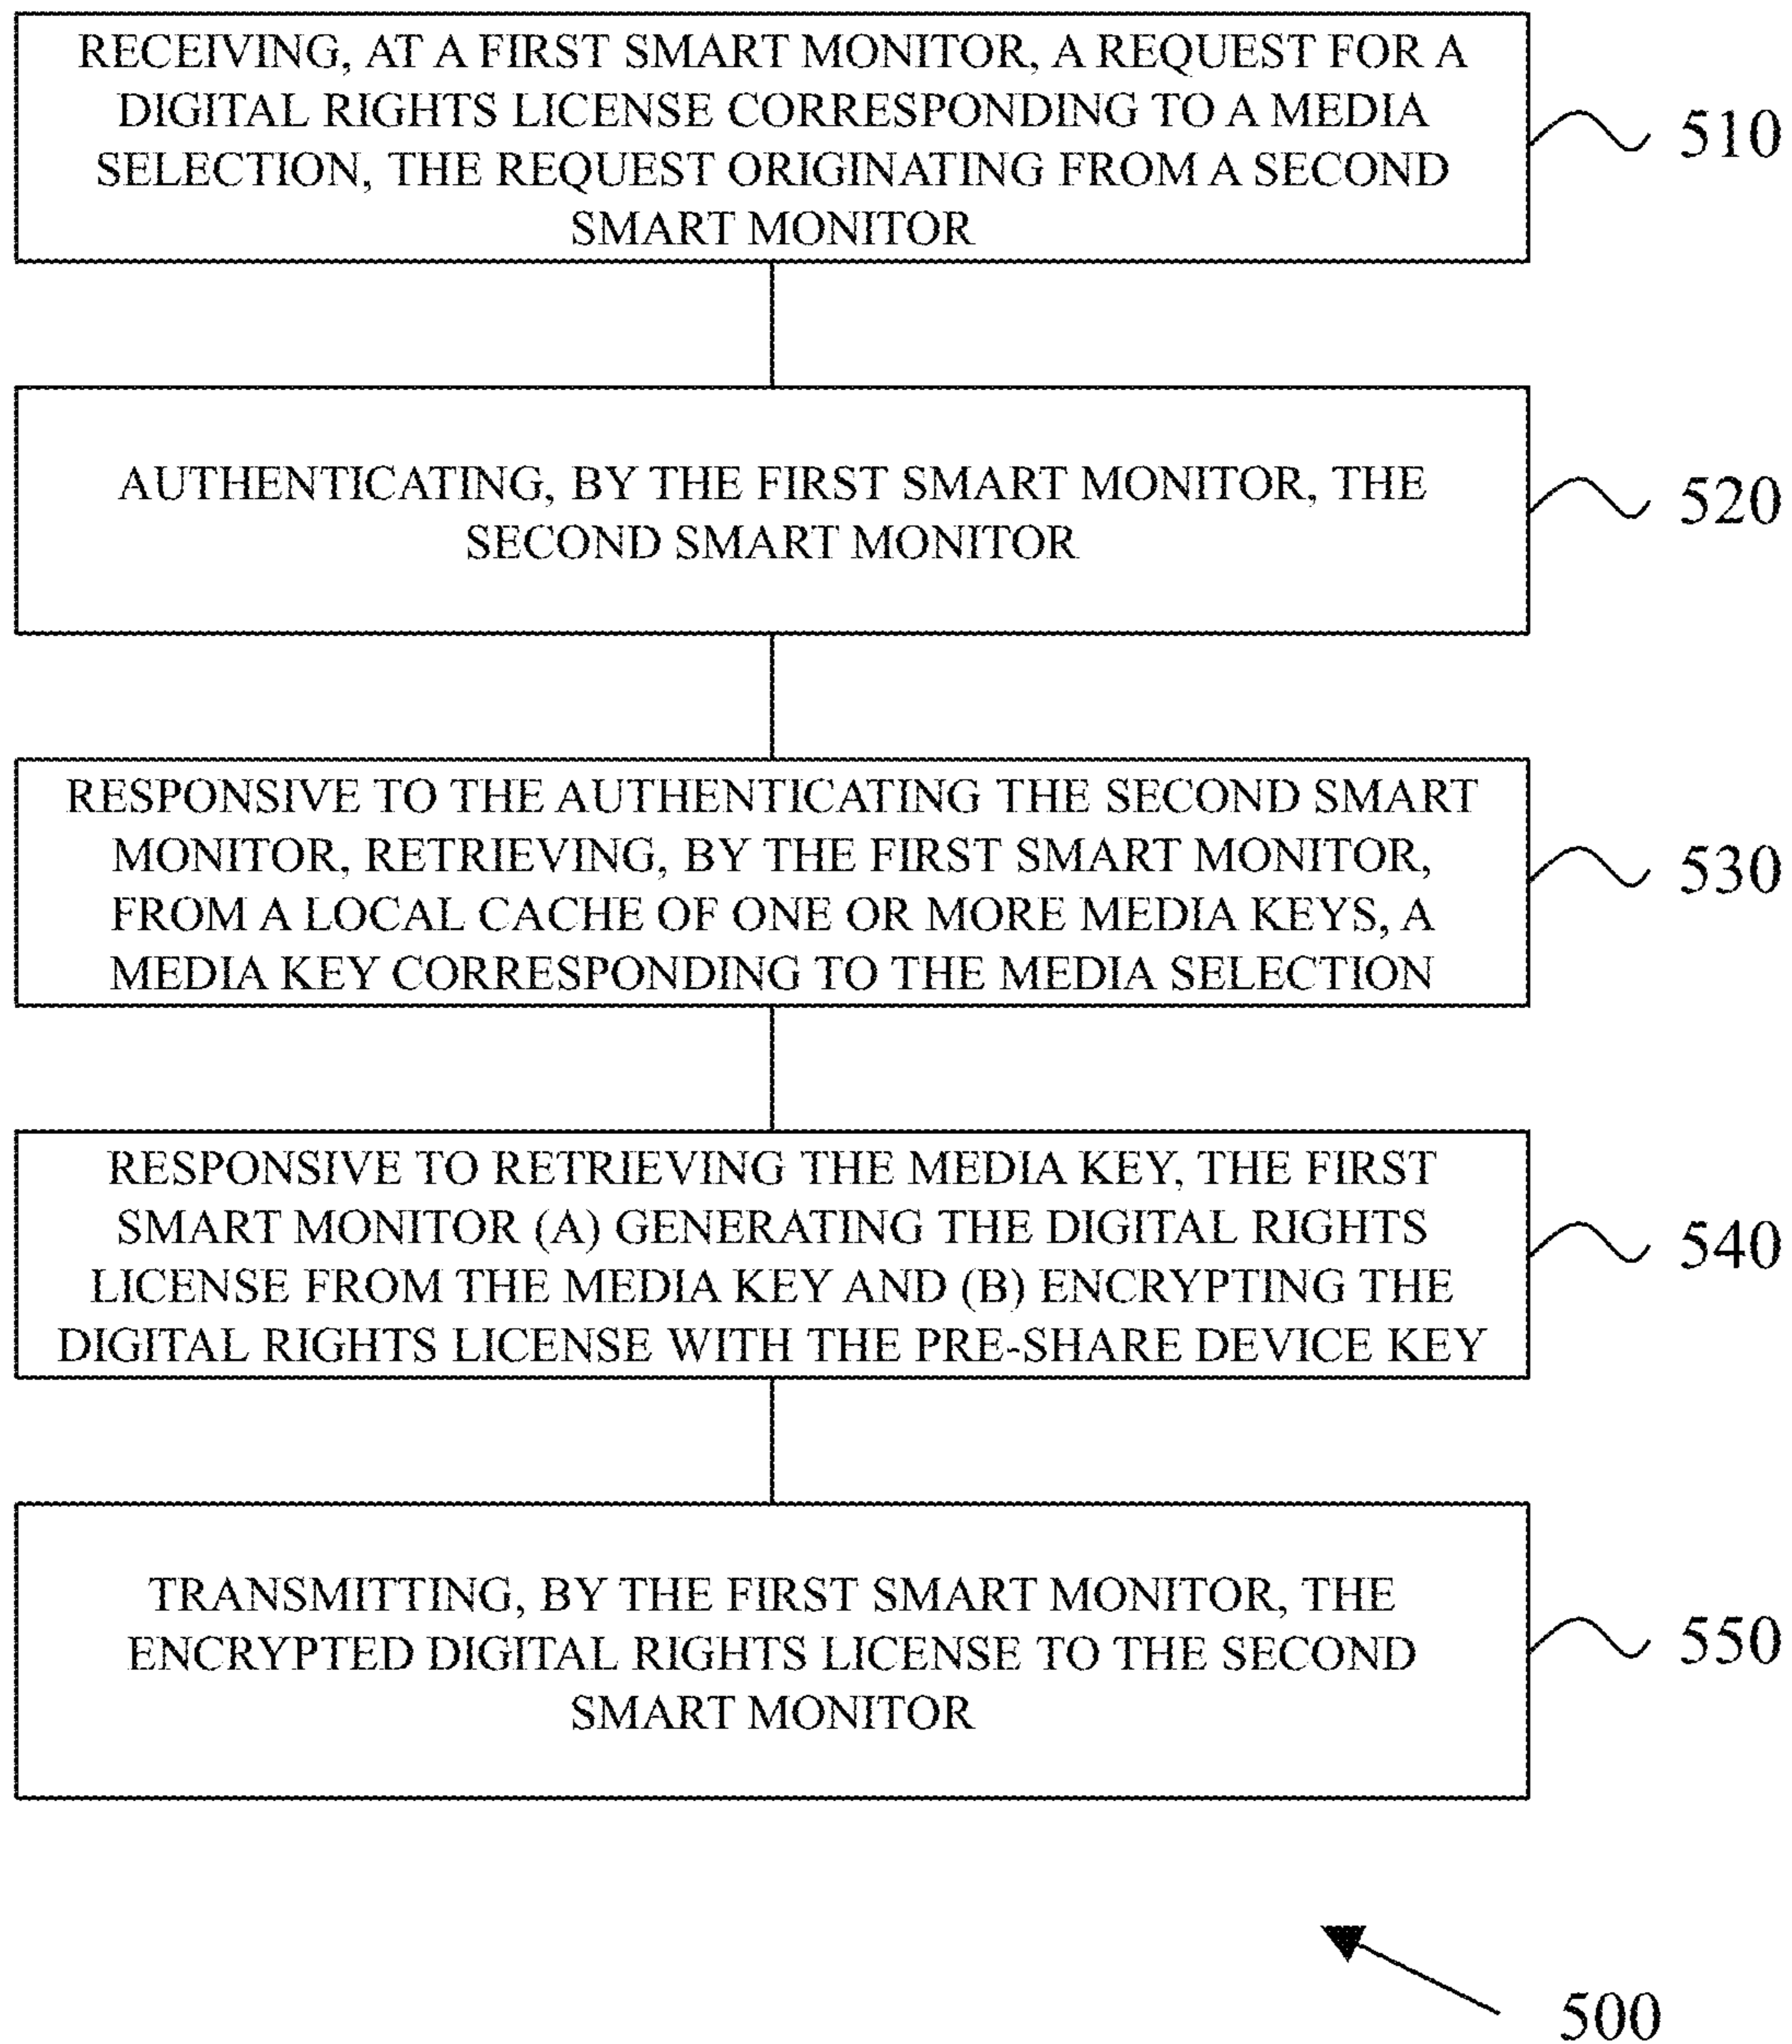 RECEIVING, AT A FIRST SMART MONITOR, A REQUEST FOR A
DIGITAL RIGHTS LICENSE CORRESPONDING TO A MEDIA
SELECTION, THE REQUEST ORIGINATING FROM A SECOND
SMART MONITOR
510
AUTHENTICATING, BY THE FIRST SMART MONITOR, THE
SECOND SMART MONITOR
520
RESPONSIVE TO THE AUTHENTICATING THE SECOND SMART
MONITOR, RETRIEVING, BY THE FIRST SMART MONITOR,
FROM A LOCAL CACHE OF ONE OR MORE MEDIA KEYS, A
MEDIA KEY CORRESPONDING TO THE MEDIA SELECTION
530
RESPONSIVE TO RETRIEVING THE MEDIA KEY, THE FIRST
SMART MONITOR (A) GENERATING THE DIGITAL RIGHTS
LICENSE FROM THE MEDIA KEY AND (B) ENCRYPTING THE
DIGITAL RIGHTS LICENSE WITH THE PRE-SHARE DEVICE KEY
540
TRANSMITTING, BY THE FIRST SMART MONITOR, THE
ENCRYPTED DIGITAL RIGHTS LICENSE TO THE SECOND
SMART MONITOR
550
500